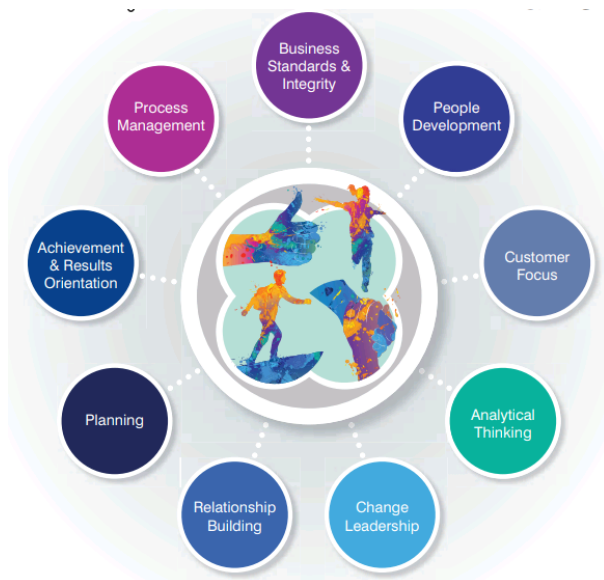 Business
Standards &
Integrity
People
Development
Customer
Focus
Analytical
Thinking
Change
Leadership
Relationship
Building
Planning
Achievement
& Results
Orientation
Process
Management